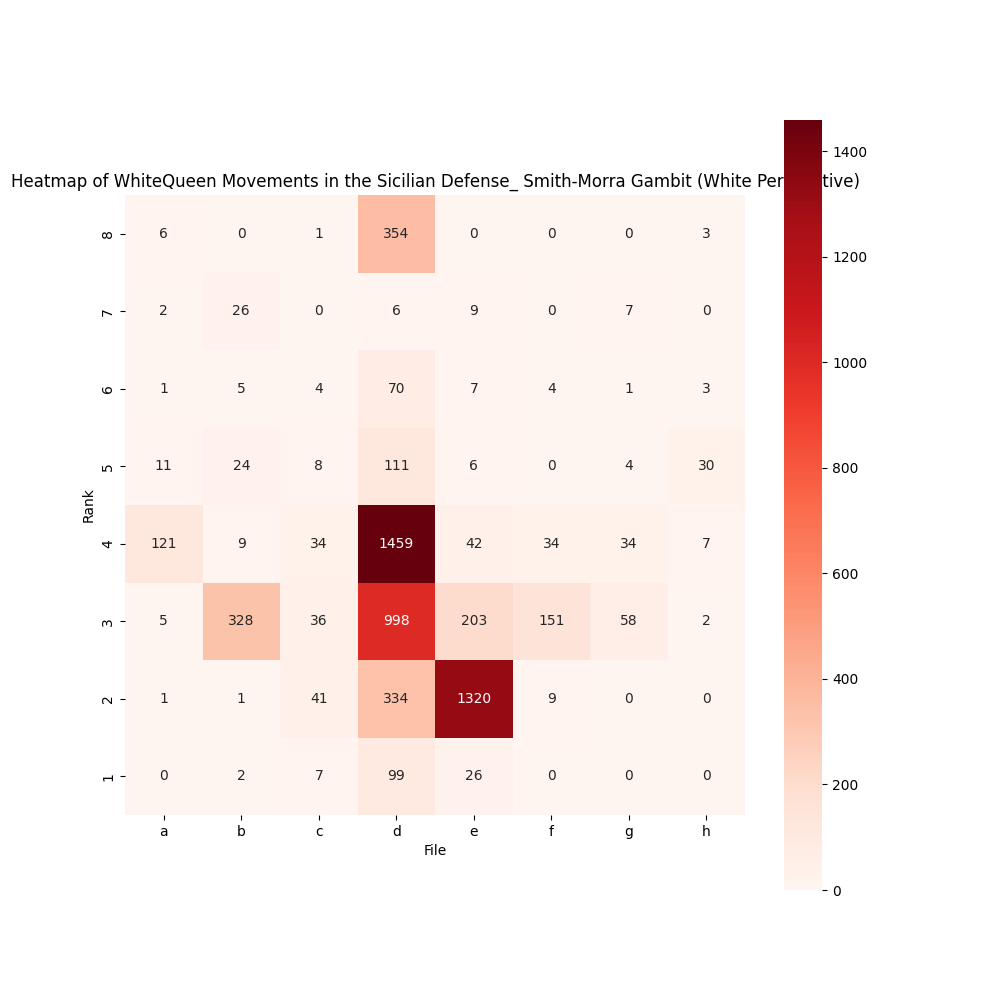 Heatmap of WhiteQueen Movements in the Sicilian Defense_ Smith-Morra Gambit (White Perspective)
8 6 0 1 354 0 0 0 3
7 2 26 0 6 9 0 7 0
6 1 5 4 70 7 4 1 3
5 11 24 8 111 6 0 4 30
4 121 9 34 1459 42 34 34 7
3 5 328 36 998 203 151 58 2
2 1 1 41 334 1320 9 0 0
1 0 2 7 99 26 0 0 0
a b c d e f g h
File
Rank
1400
1200
1000
800
600
400
200
0